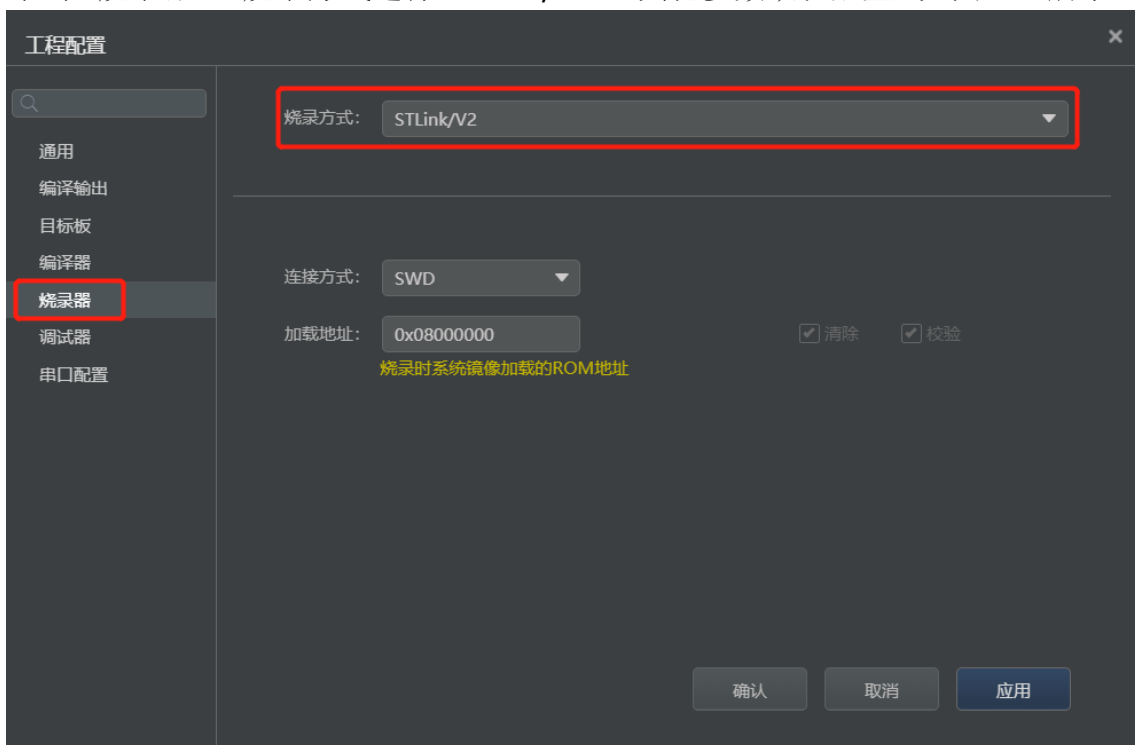 工程配置
烧录方式: STLink/V2
通用
编译输出
目标板
编译器
烧录器
调试器
串口配置
连接方式: SWD
加载地址: 0x08000000 清除 校验
烧录时系统镜像加载的ROM地址
确认 取消 应用